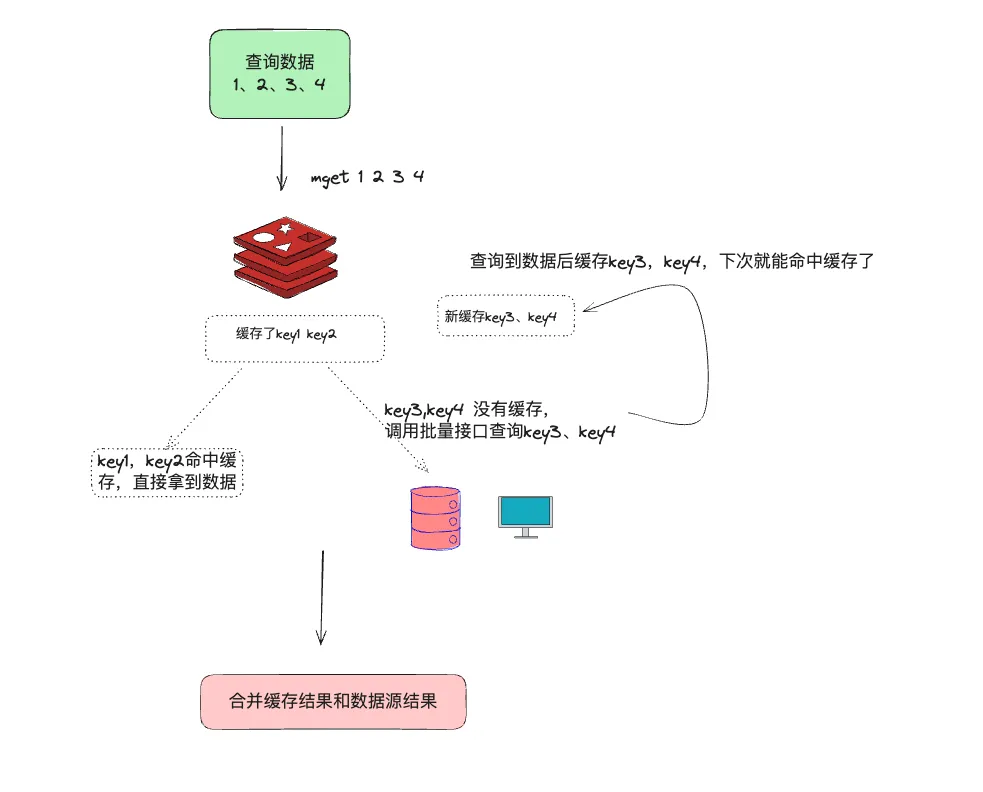 查询数据
1、2、3、4
mget 1 2 3 4
查询到数据后缓存key3，key4，下次就能命中缓存了
新缓存key3、key4
缓存了key1 key2
key3,key4 没有缓存，
调用批量接口查询key3、key4
key1，key2命中缓
存，直接拿到数据
合并缓存结果和数据源结果